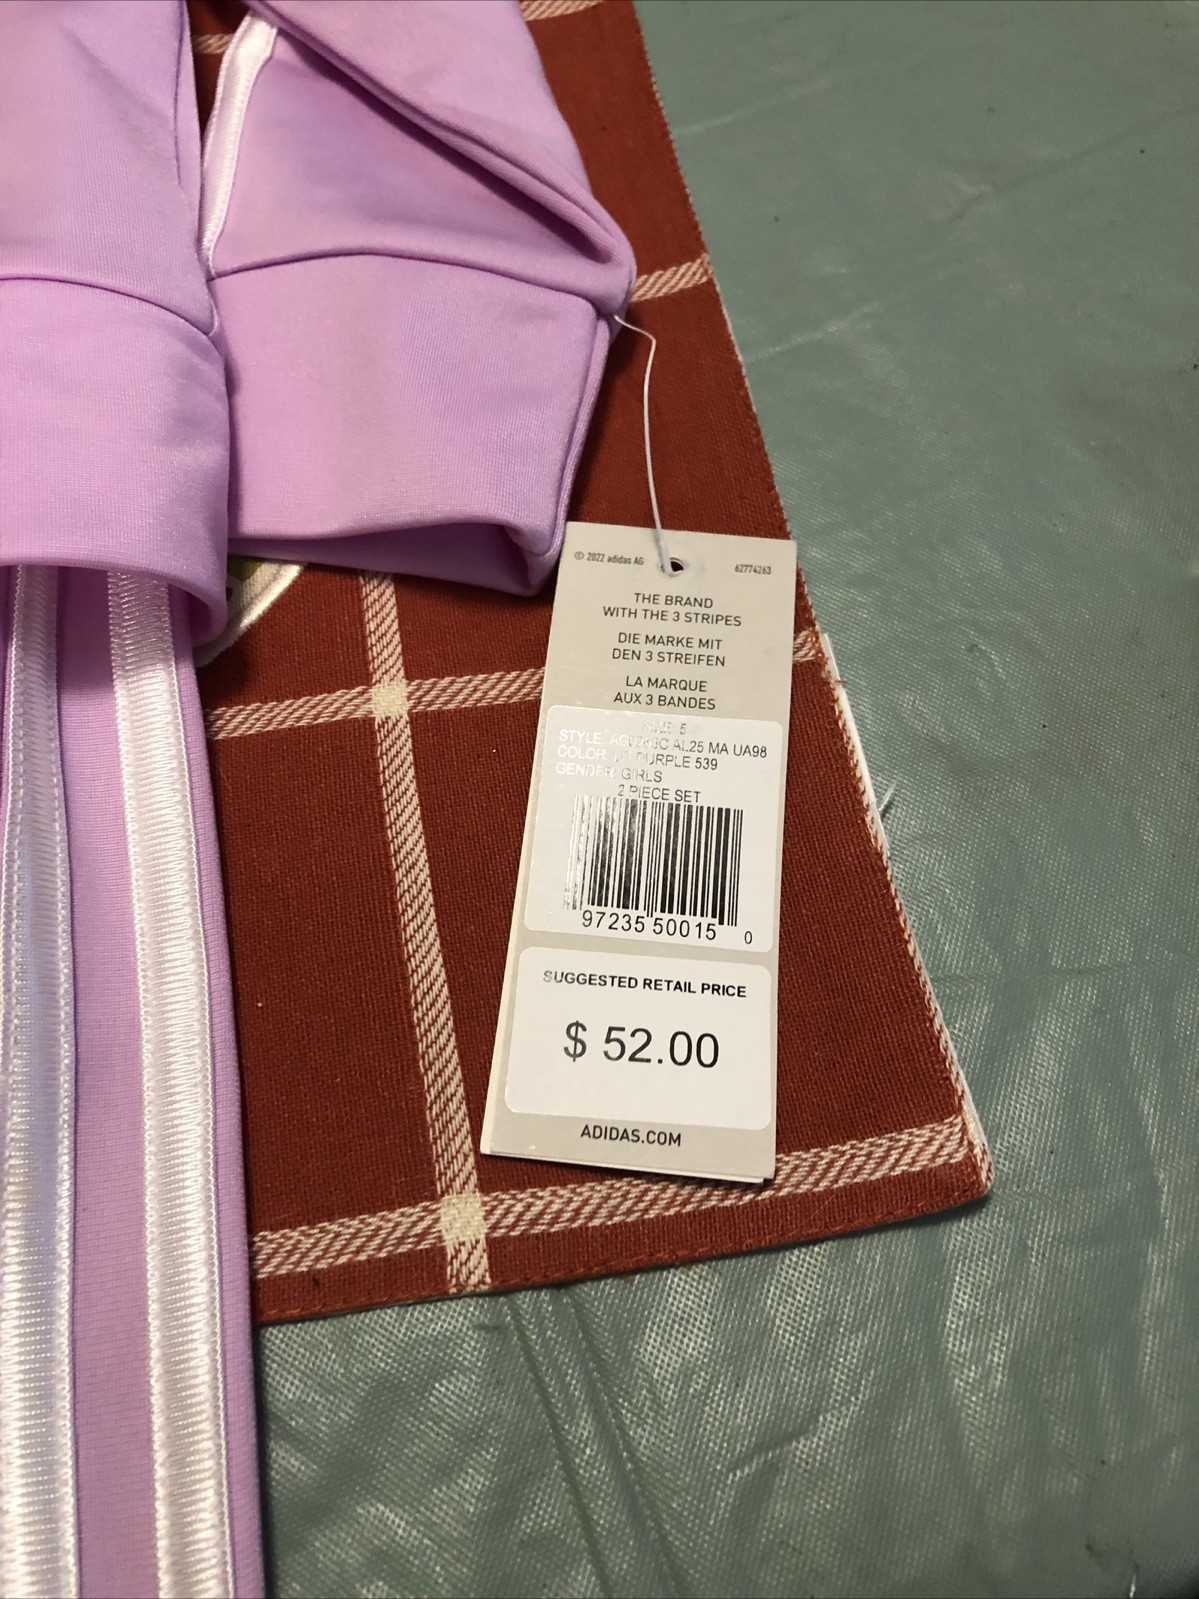 © 2022 adidas AG
62774263
THE BRAND
WITH THE 3 STRIPES
DIE MARKE MIT
DEN 3 STREIFEN
LA MARQUE
AUX 3 BANDES
SIZE 5
STYLE: AL25 MA UA98
COLOR: PURPLE 539
GENDER: GIRLS
2 PIECE SET
97235 50015 0
SUGGESTED RETAIL PRICE
$ 52.00
ADIDAS.COM